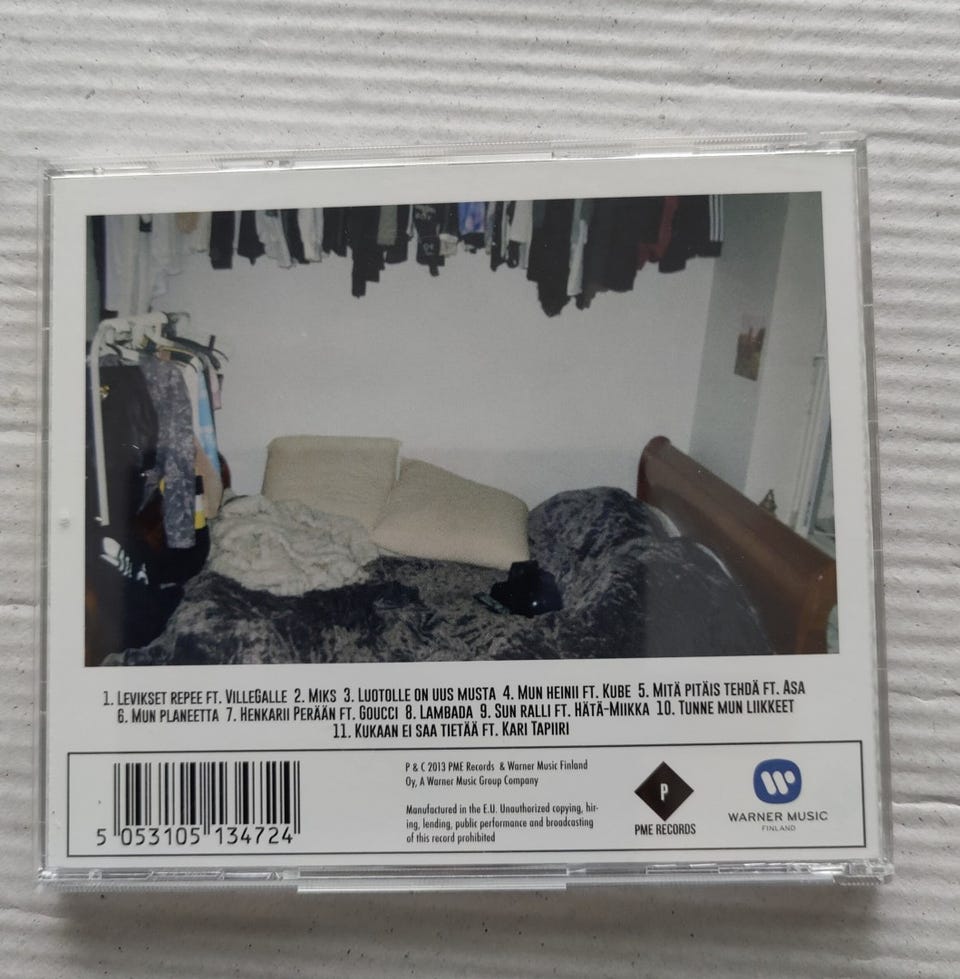 1. LEVIKSET REPEE FT. VILLEGALLE 2. MIKS 3. LUOTOLLE ON UUS MUSTA 4. MUN HEINII FT. KUBE 5. MITÄ PITÄIS TEHDÄ FT. ASA
6. MUN PLANEETTA 7. HENKARII PERÄÄN FT. GOUCCI 8. LAMBADA 9. SUN RALLI FT. HÄTÄ-MIIKKA 10. TUNNE MUN LIIKKEET
11. KUKAAN EI SAA TIETÄÄ FT. KARI TAPIIRI
5 053105 134724
P & C 2013 PME Records & Warner Music Finland
Oy, A Warner Music Group Company
Manufactured in the E.U. Unauthorized copying, hir-
ing, lending, public performance and broadcasting
of this record prohibited
P
PME RECORDS
WARNER MUSIC
FINLAND